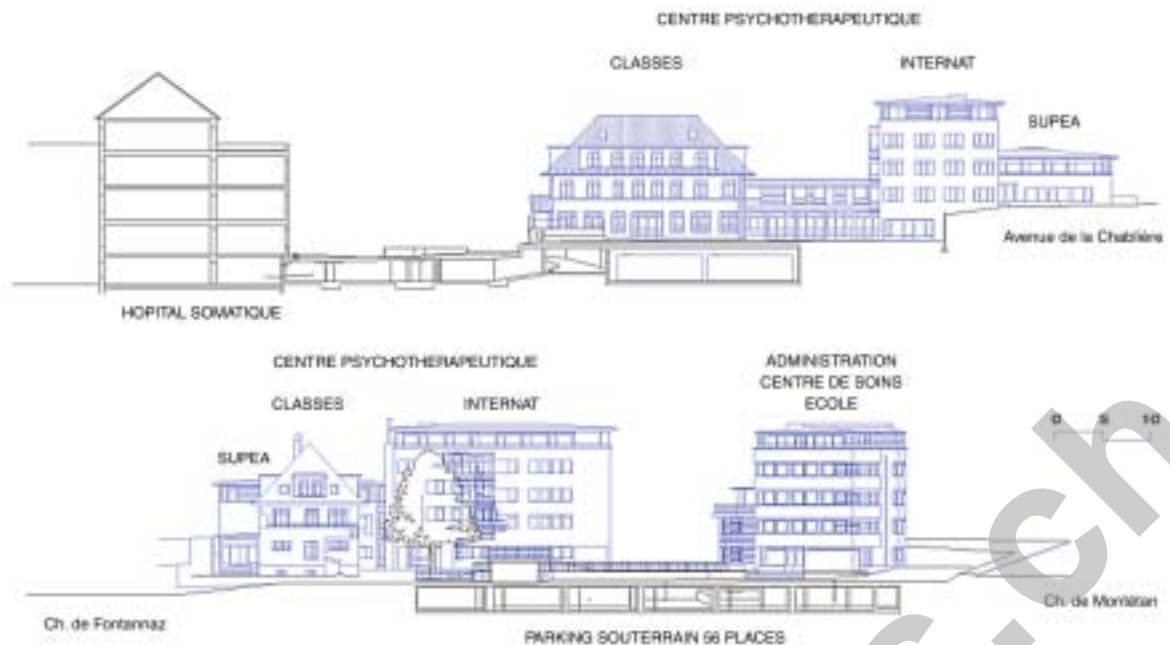 CENTRE PSYCHOTHERAPEUTIQUE
CLASSES
INTERNAT
SUPEA
Avenue de la Chablière
HOPITAL SOMATIQUE
CENTRE PSYCHOTHERAPEUTIQUE
CLASSES
INTERNAT
SUPEA
ADMINISTRATION
CENTRE DE SOINS
ECOLE
0 5 10
Ch. de Fontannaz
Ch. de Montétan
PARKING SOUTERRAIN 56 PLACES
s.ch